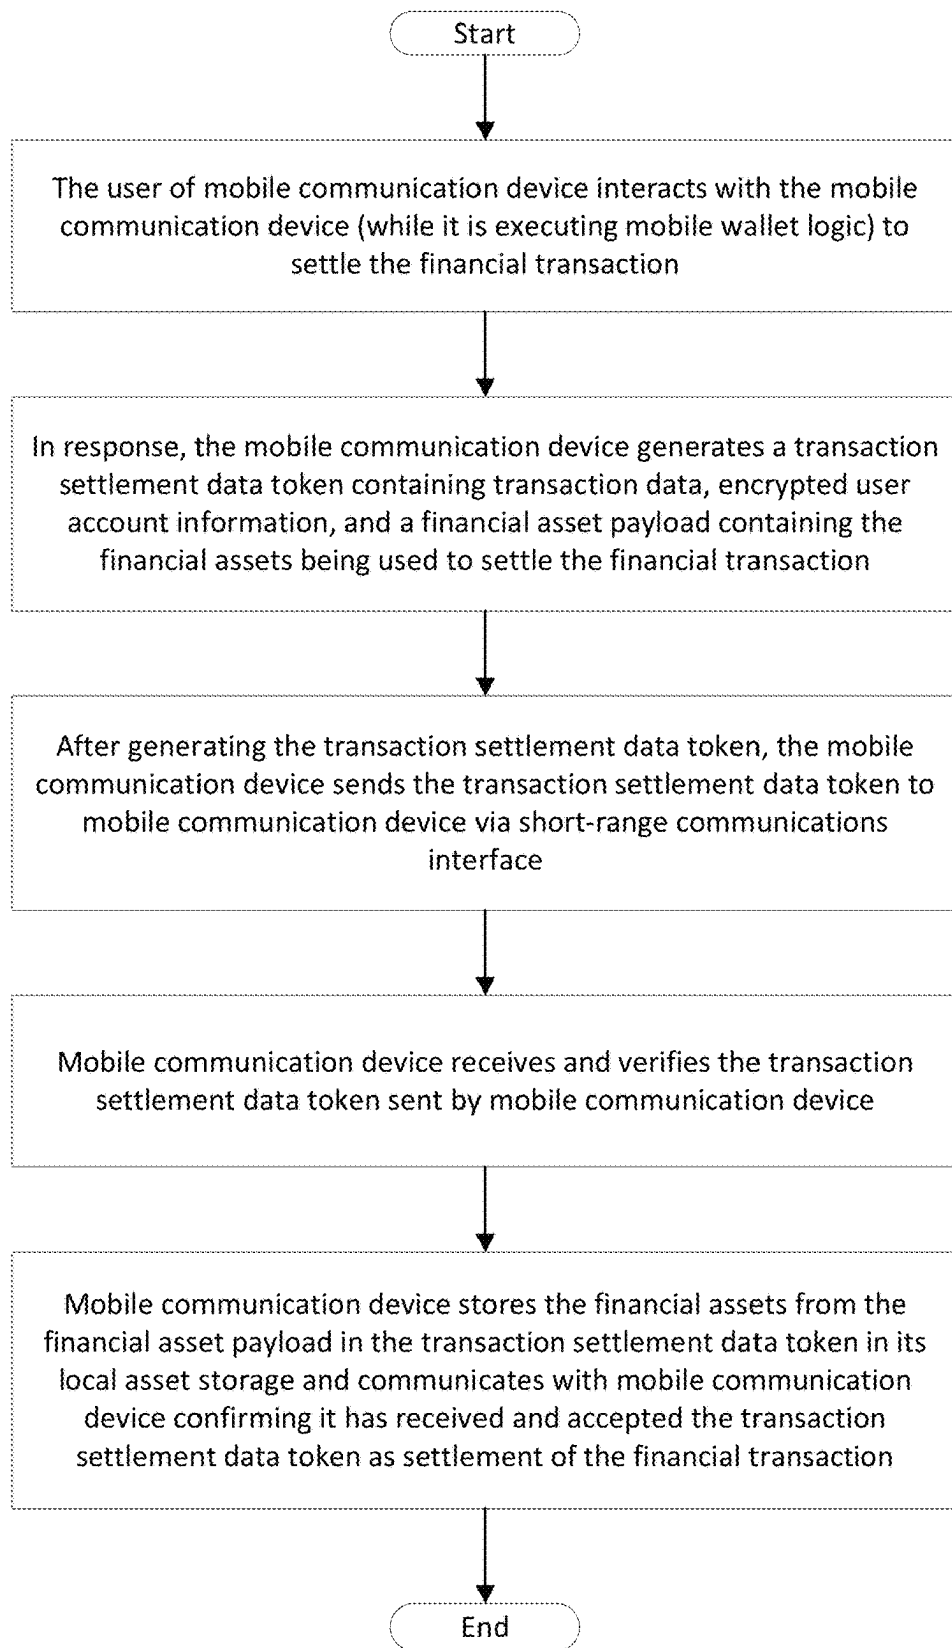 Start
The user of mobile communication device interacts with the mobile
communication device (while it is executing mobile wallet logic) to
settle the financial transaction
In response, the mobile communication device generates a transaction
settlement data token containing transaction data, encrypted user
account information, and a financial asset payload containing the
financial assets being used to settle the financial transaction
After generating the transaction settlement data token, the mobile
communication device sends the transaction settlement data token to
mobile communication device via short-range communications
interface
Mobile communication device receives and verifies the transaction
settlement data token sent by mobile communication device
Mobile communication device stores the financial assets from the
financial asset payload in the transaction settlement data token in its
local asset storage and communicates with mobile communication
device confirming it has received and accepted the transaction
settlement data token as settlement of the financial transaction
End